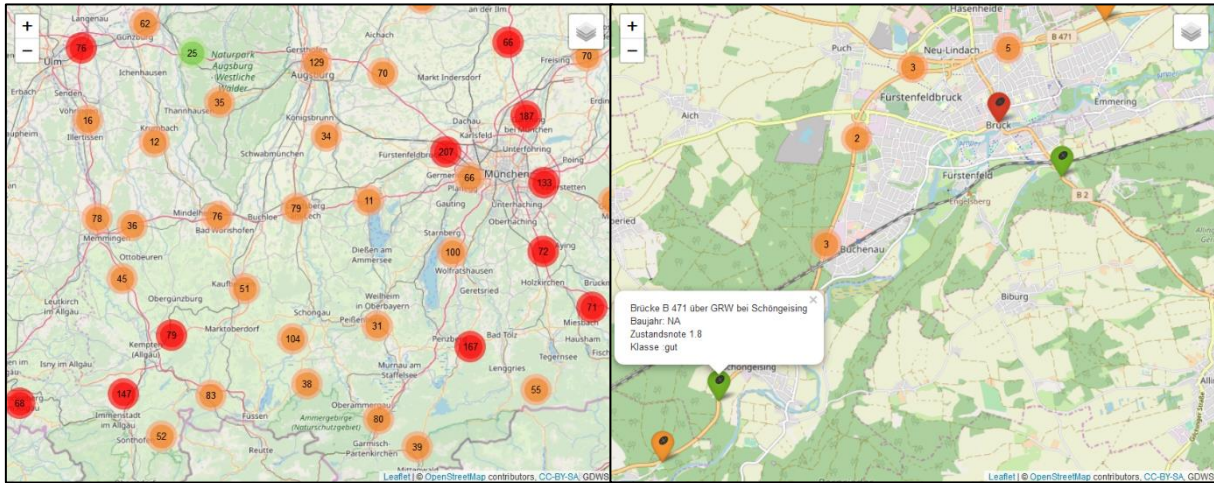 +
−
Langenau
62
Günzburg
76
Ulm
25
Naturpark
Augsburg
Westliche
Wälder
Gersthofen
129
Augsburg
Aichach
70
an der Ilm
66
Freising
70
Markt Indersdorf
Erbach
Senden
Ichenhausen
35
Thannhausen
16
Illertissen
Krumbach
12
Königsbrunn
34
Dachau
Karlsfeld
187
Unterföhring
Poing
Schwabmünchen
Fürstenfeldbruck
207
66
München
133
Gauting
Unterhaching
Oberhaching
78
Memmingen
36
76
Bad Wörishofen
Buchloe
79
11
Starnberg
100
72
Dießen am
Ammersee
Wolfratshausen
Ottobeuren
45
51
Geretsried
Holzkirchen
Leutkirch
im Allgäu
Obergünzburg
Weilheim
in Oberbayern
71
Miesbach
Schongau
31
Marktoberdorf
79
Kempten
(Allgäu)
104
167
Bad Tölz
Hausham
Isny im Allgäu
Tegernsee
Murnau am
Staffelsee
Lenggries
68
147
Immenstadt
im Allgäu
83
38
55
Füssen
Oberammergau
Ammergebirge
(Naturschutzgebiet)
80
52
Reutte
Garmisch-
Partenkirchen
39
Mittenwald
Leaflet | © OpenStreetMap contributors, CC-BY-SA, GDWS
+
−
Hasenheide
B 471
Puch
Neu-Lindach
5
3
Fürstenfeldbruck
Emmering
Aich
Bruck
2
Fürstenfeld
Engelsberg
B 2
3
Buchenau
Biburg
Brücke B 471 über GRW bei Schöngeising
Baujahr: NA
Zustandsnote 1.8
Klasse :gut
×
Schöngeising
Leaflet | © OpenStreetMap contributors, CC-BY-SA, GDWS